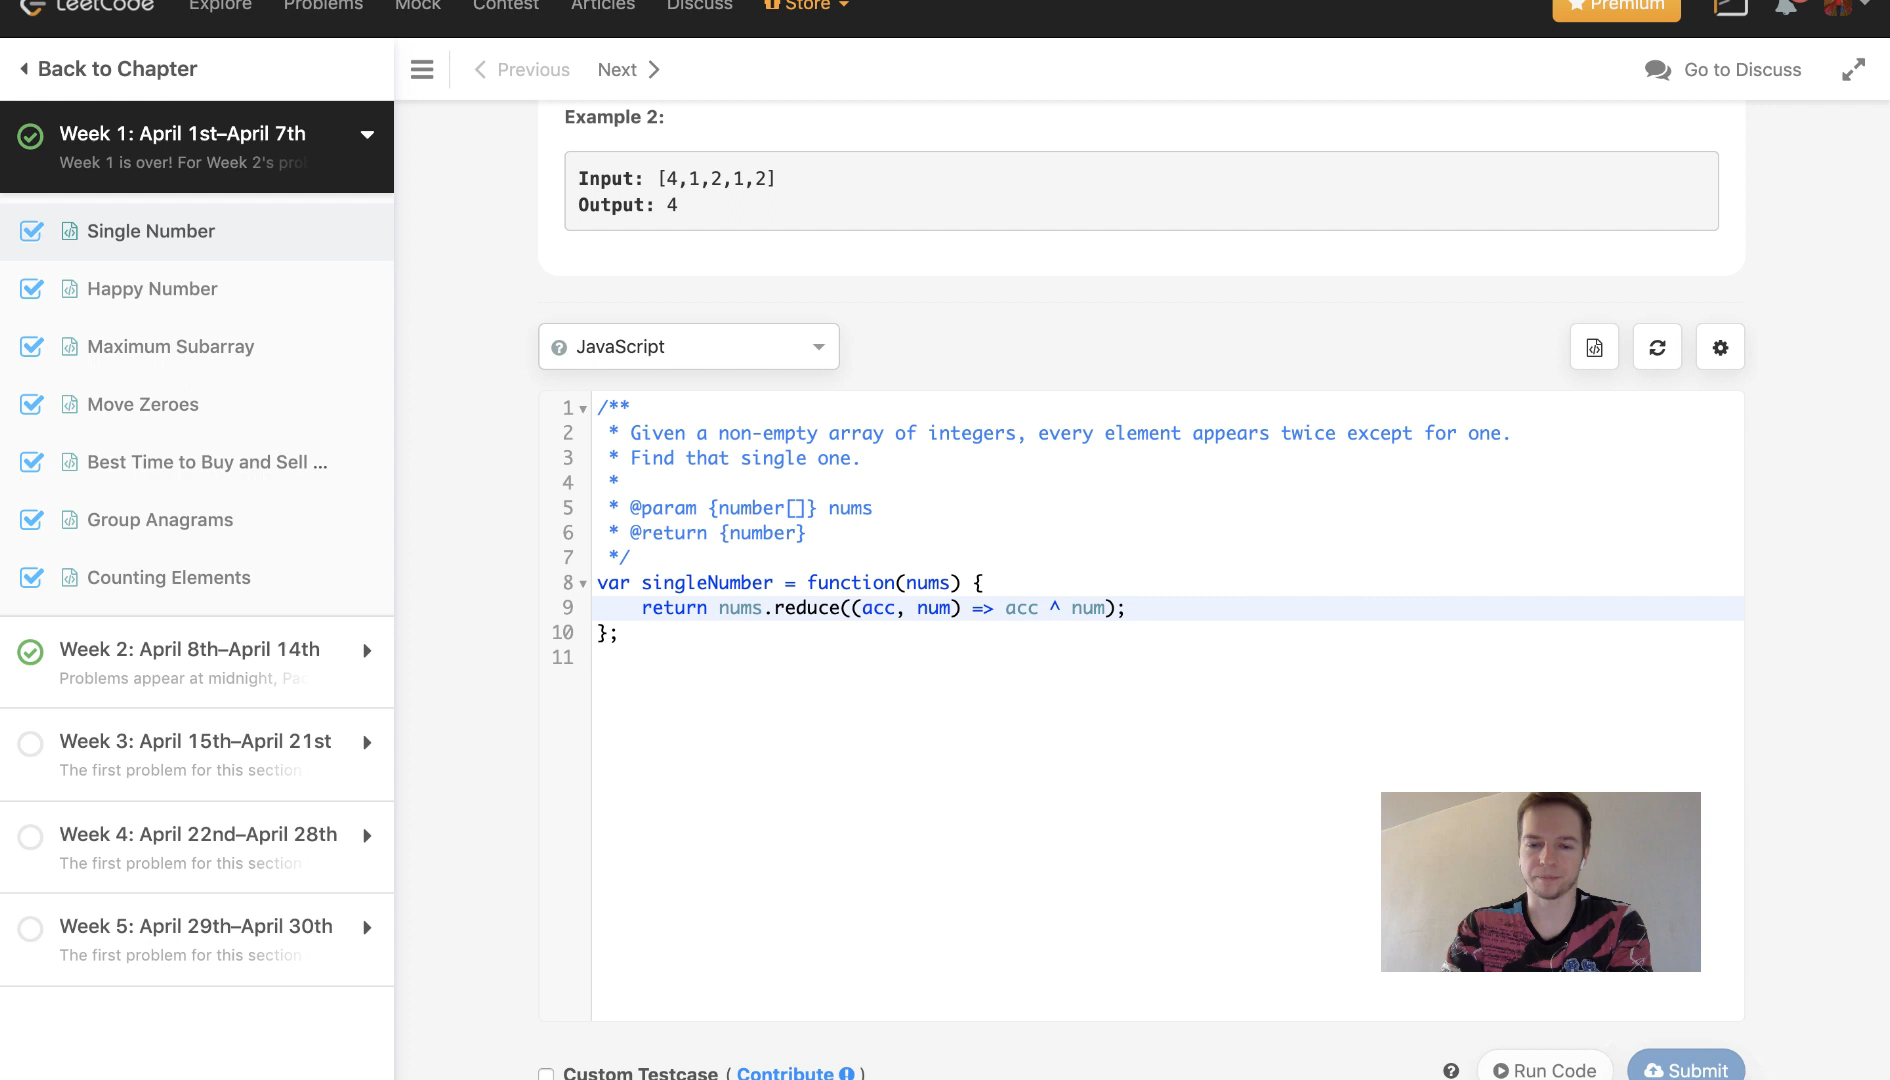 LeetCode
Explore
Problems
Mock
Contest
Articles
Discuss
Store
Premium
Back to Chapter
Previous
Next
Go to Discuss
Week 1: April 1st–April 7th
Week 1 is over! For Week 2's
Single Number
Happy Number
Maximum Subarray
Move Zeroes
Best Time to Buy and Sell ...
Group Anagrams
Counting Elements
Week 2: April 8th–April 14th
Problems appear at midnight,
Week 3: April 15th–April 21st
The first problem for this section
Week 4: April 22nd–April 28th
The first problem for this section
Week 5: April 29th–April 30th
The first problem for this section
Example 2:
Input: [4,1,2,1,2]
Output: 4
JavaScript
1 /**
2 * Given a non-empty array of integers, every element appears twice except for one.
3 * Find that single one.
4 *
5 * @param {number[]} nums
6 * @return {number}
7 */
8 var singleNumber = function(nums) {
9 return nums.reduce((acc, num) => acc ^ num);
10 };
11
Custom Testcase ( Contribute )
Run Code
Submit